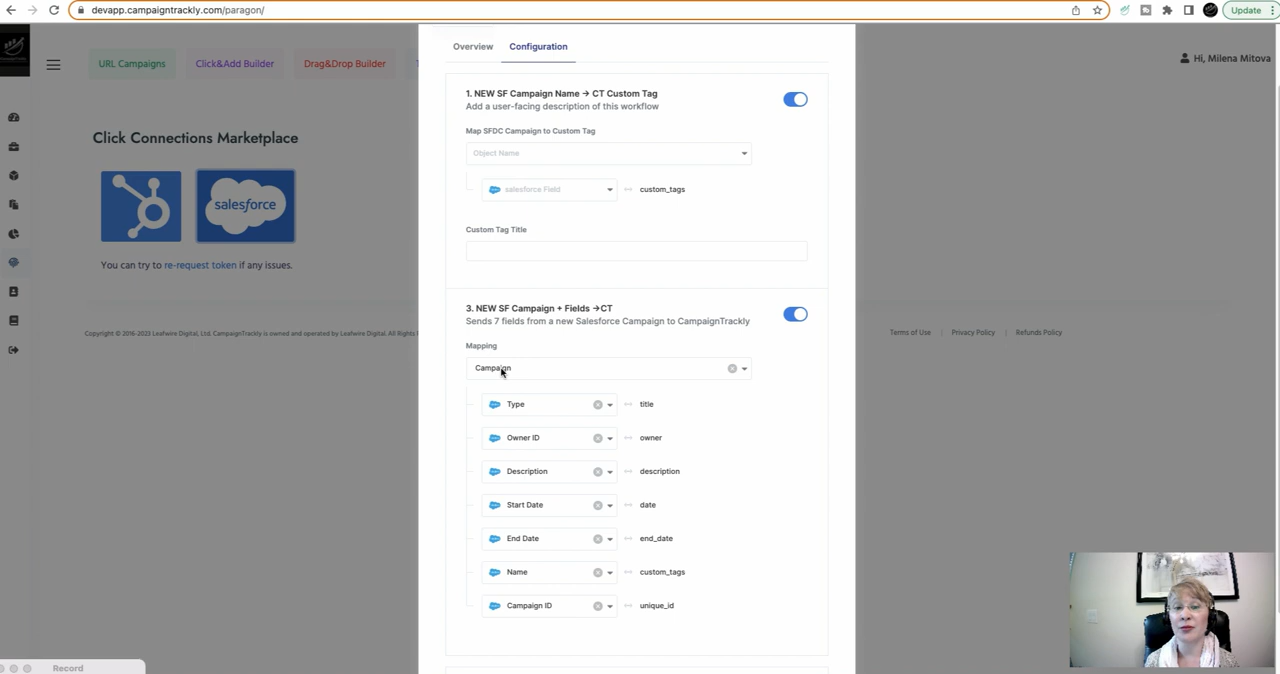 devapp.campaigntrackly.com/paragon/
Update
URL Campaigns
Click&Add Builder
Drag&Drop Builder
Hi, Milena Mitova
Overview
Configuration
1. NEW SF Campaign Name → CT Custom Tag
Add a user-facing description of this workflow
Map SFDC Campaign to Custom Tag
Object Name
salesforce Field
custom_tags
Custom Tag Title
Click Connections Marketplace
salesforce
You can try to re-request token if any issues.
Copyright © 2016-2023 Leafwire Digital, Ltd. CampaignTrackly is owned and operated by Leafwire Digital. All Rights
Terms of Use
Privacy Policy
Refunds Policy
3. NEW SF Campaign + Fields →CT
Sends 7 fields from a new Salesforce Campaign to CampaignTrackly
Mapping
Campaign
Type
title
Owner ID
owner
Description
description
Start Date
date
End Date
end_date
Name
custom_tags
Campaign ID
unique_id
Record